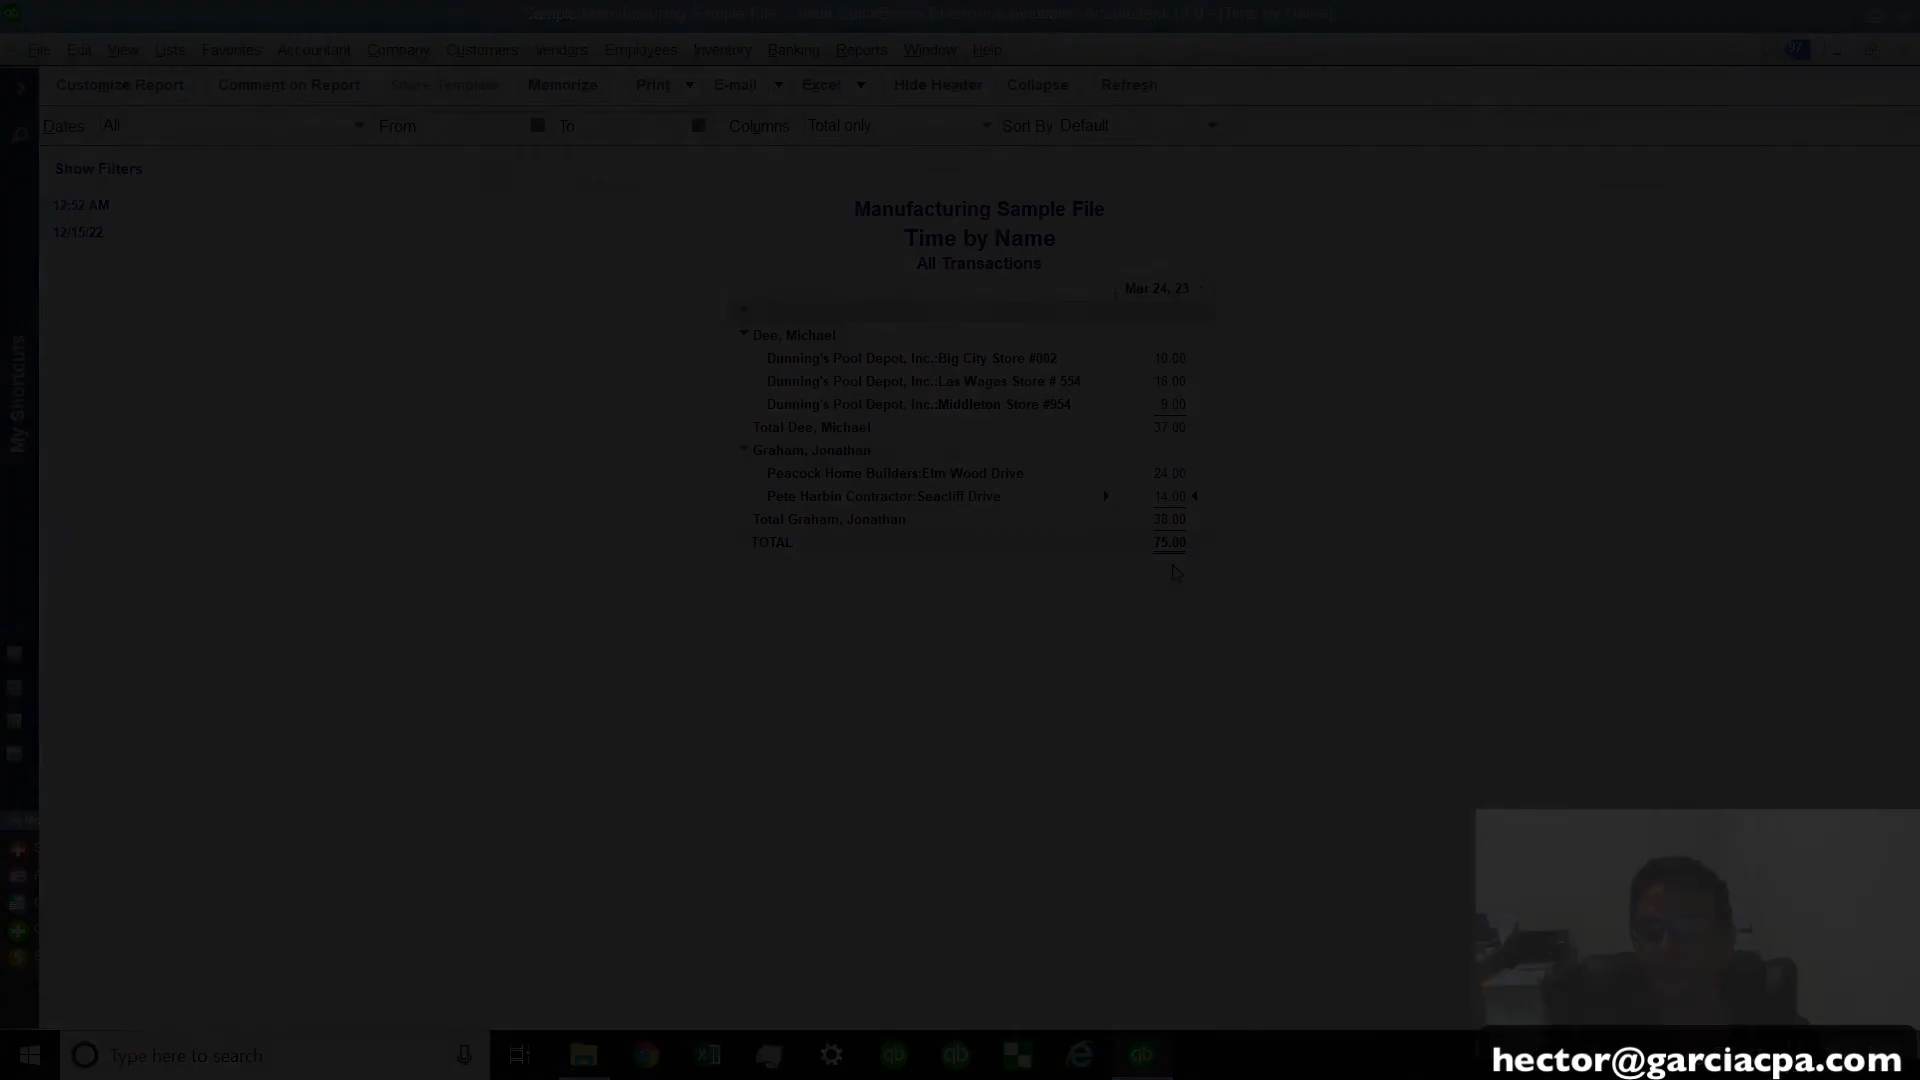 File Edit View Lists Favorites Accountant Company Customers Vendors Employees Inventory Banking Reports Window Help 97
Customize Report Comment on Report Share Template Memorize Print E-mail Excel Hide Header Collapse Refresh
Dates All From To Columns Total only Sort By Default
Show Filters
12:52 AM
12/15/22
Manufacturing Sample File
Time by Name
All Transactions
Mar 24, 23
Dee, Michael
Dunning's Pool Depot, Inc.:Big City Store #002 10.00
Dunning's Pool Depot, Inc.:Las Wages Store # 554 18.00
Dunning's Pool Depot, Inc.:Middleton Store #954 9.00
Total Dee, Michael 37.00
Graham, Jonathan
Peacock Home Builders:Elm Wood Drive 24.00
Pete Harbin Contractor:Seacliff Drive 14.00
Total Graham, Jonathan 38.00
TOTAL 75.00
My Shortcuts
Type here to search
hector@garciacpa.com